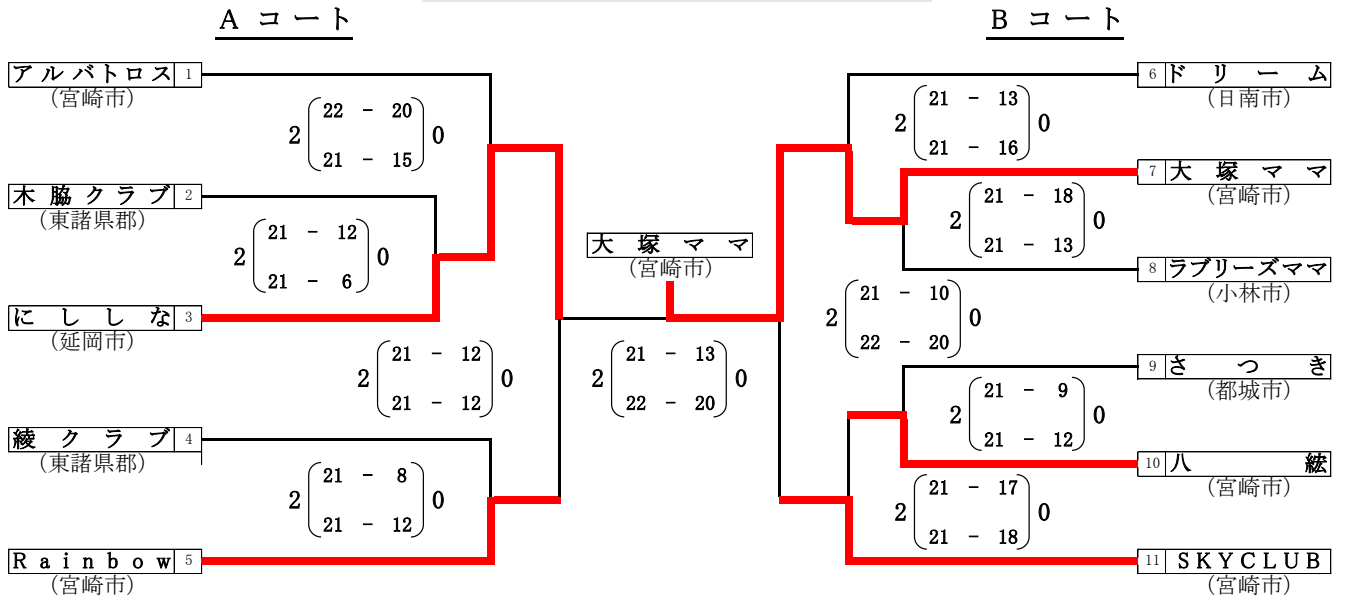 Aコート
Bコート
アルバトロス 1
(宮崎市)
2 22 - 20 0
21 - 15
木脇クラブ 2
(東諸県郡)
2 21 - 12 0
21 - 6
にししな 3
(延岡市)
2 21 - 12 0
21 - 12
綾クラブ 4
(東諸県郡)
2 21 - 8 0
21 - 12
Rainbow 5
(宮崎市)
大塚ママ
(宮崎市)
2 21 - 13 0
22 - 20
6 ドリーム
(日南市)
2 21 - 13 0
21 - 16
7 大塚ママ
(宮崎市)
2 21 - 18 0
21 - 13
8 ラブリーズママ
(小林市)
2 21 - 10 0
22 - 20
9 さつき
(都城市)
2 21 - 9 0
21 - 12
10 八紘
(宮崎市)
2 21 - 17 0
21 - 18
11 SKYCLUB
(宮崎市)